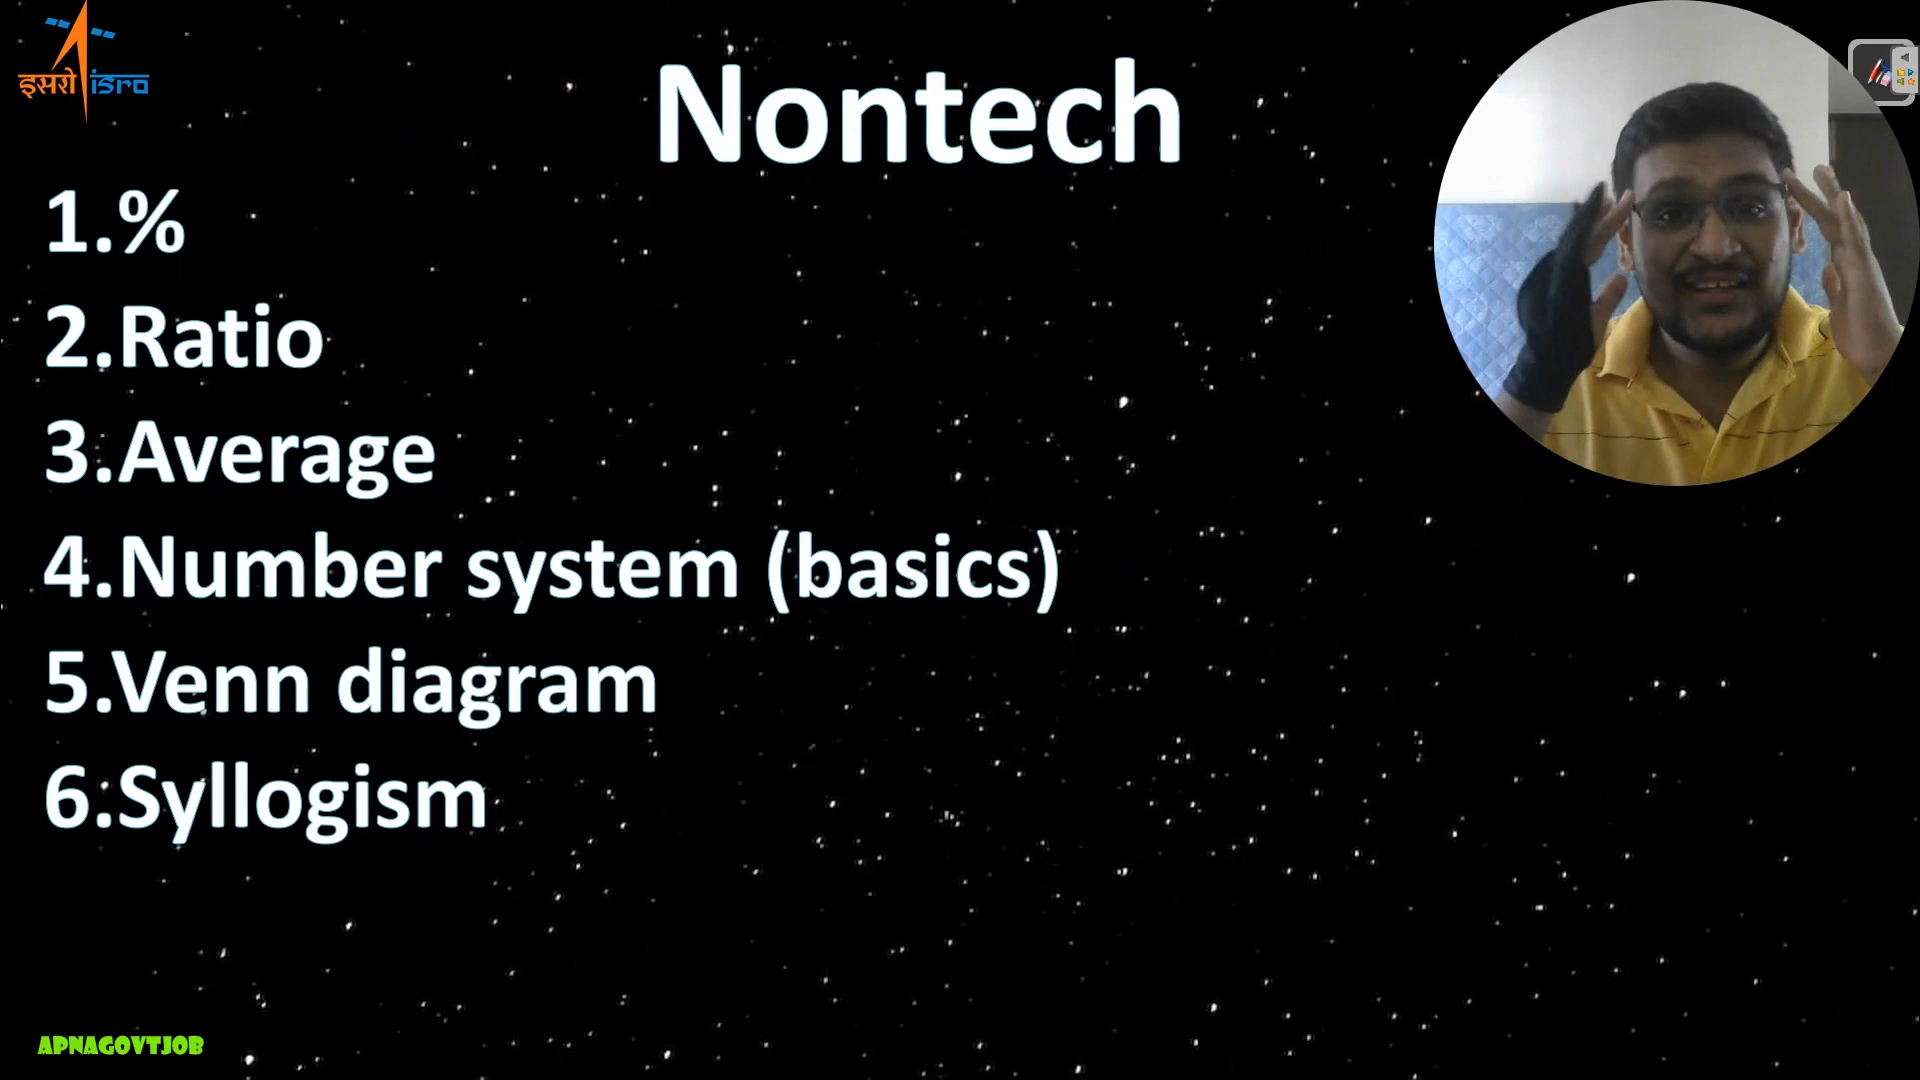 इसरो isro
Nontech
1.%
2.Ratio
3.Average
4.Number system (basics)
5.Venn diagram
6.Syllogism
APNAGOVTJOB